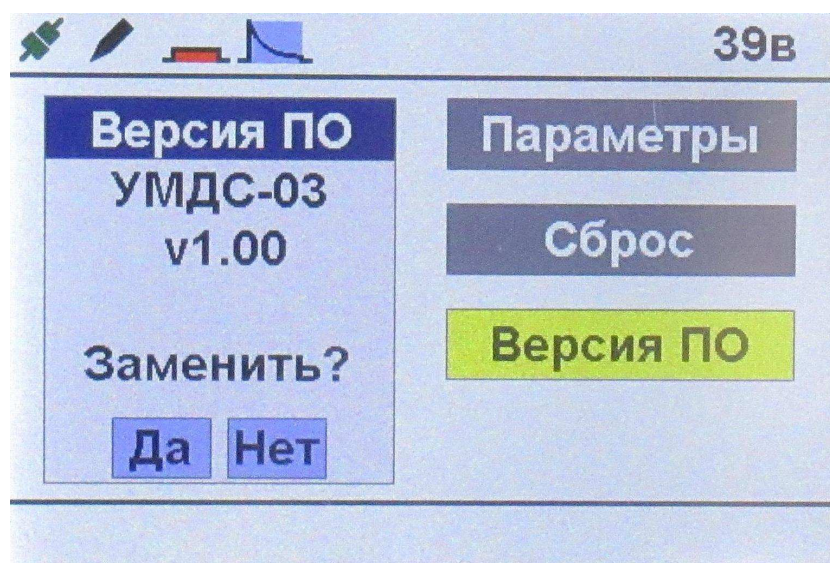 39в
Версия ПО
УМДС-03
v1.00
Заменить?
Да Нет
Параметры
Сброс
Версия ПО